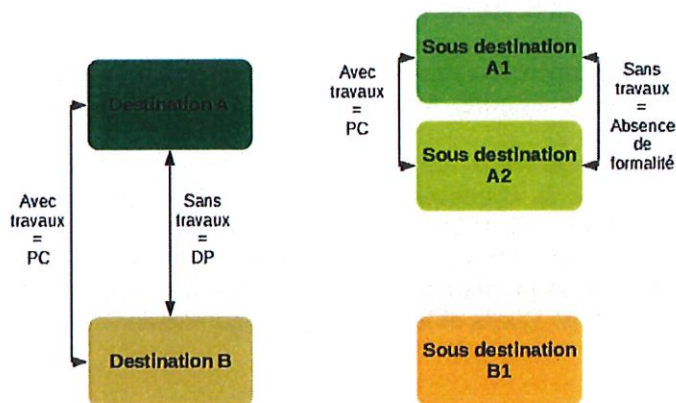 Destination A
Avec
travaux
=
PC
Sans
travaux
=
DP
Destination B
Sous destination
A1
Avec
travaux
=
PC
Sans
travaux
=
Absence
de
formalité
Sous destination
A2
Sous destination
B1